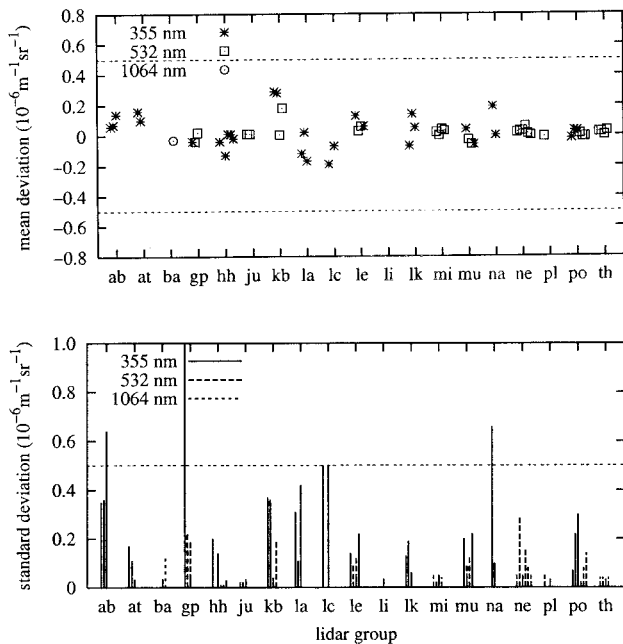 mean deviation (10⁻⁶m⁻¹sr⁻¹)
0.8
0.6
0.4
0.2
0
−0.2
−0.4
−0.6
−0.8
355 nm
532 nm
1064 nm
ab at ba gp hh ju kb la lc le li lk mi mu na ne pl po th
standard deviation (10⁻⁶m⁻¹sr⁻¹)
1.0
0.8
0.6
0.4
0.2
0
355 nm
532 nm
1064 nm
ab at ba gp hh ju kb la lc le li lk mi mu na ne pl po th
lidar group